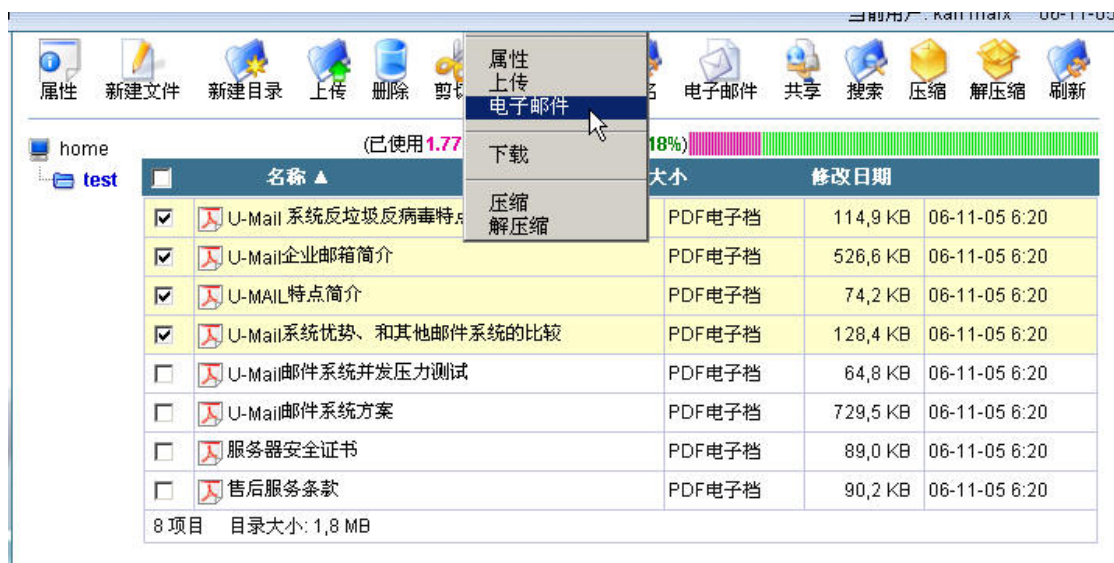 当前用户: karl marx 06-11-05
属性 新建文件 新建目录 上传 删除 电子邮件 共享 搜索 压缩 解压缩 刷新
属性
上传
电子邮件
下载
压缩
解压缩
home
test
(已使用1.77 18%)
名称 ▲ 大小 修改日期
U-Mail 系统反垃圾反病毒特 PDF电子档 114,9 KB 06-11-05 6:20
U-Mail企业邮箱简介 PDF电子档 526,6 KB 06-11-05 6:20
U-MAIL特点简介 PDF电子档 74,2 KB 06-11-05 6:20
U-Mail系统优势、和其他邮件系统的比较 PDF电子档 128,4 KB 06-11-05 6:20
U-Mail邮件系统并发压力测试 PDF电子档 64,8 KB 06-11-05 6:20
U-Mail邮件系统方案 PDF电子档 729,5 KB 06-11-05 6:20
服务器安全证书 PDF电子档 89,0 KB 06-11-05 6:20
售后服务条款 PDF电子档 90,2 KB 06-11-05 6:20
8 项目 目录大小: 1,8 MB